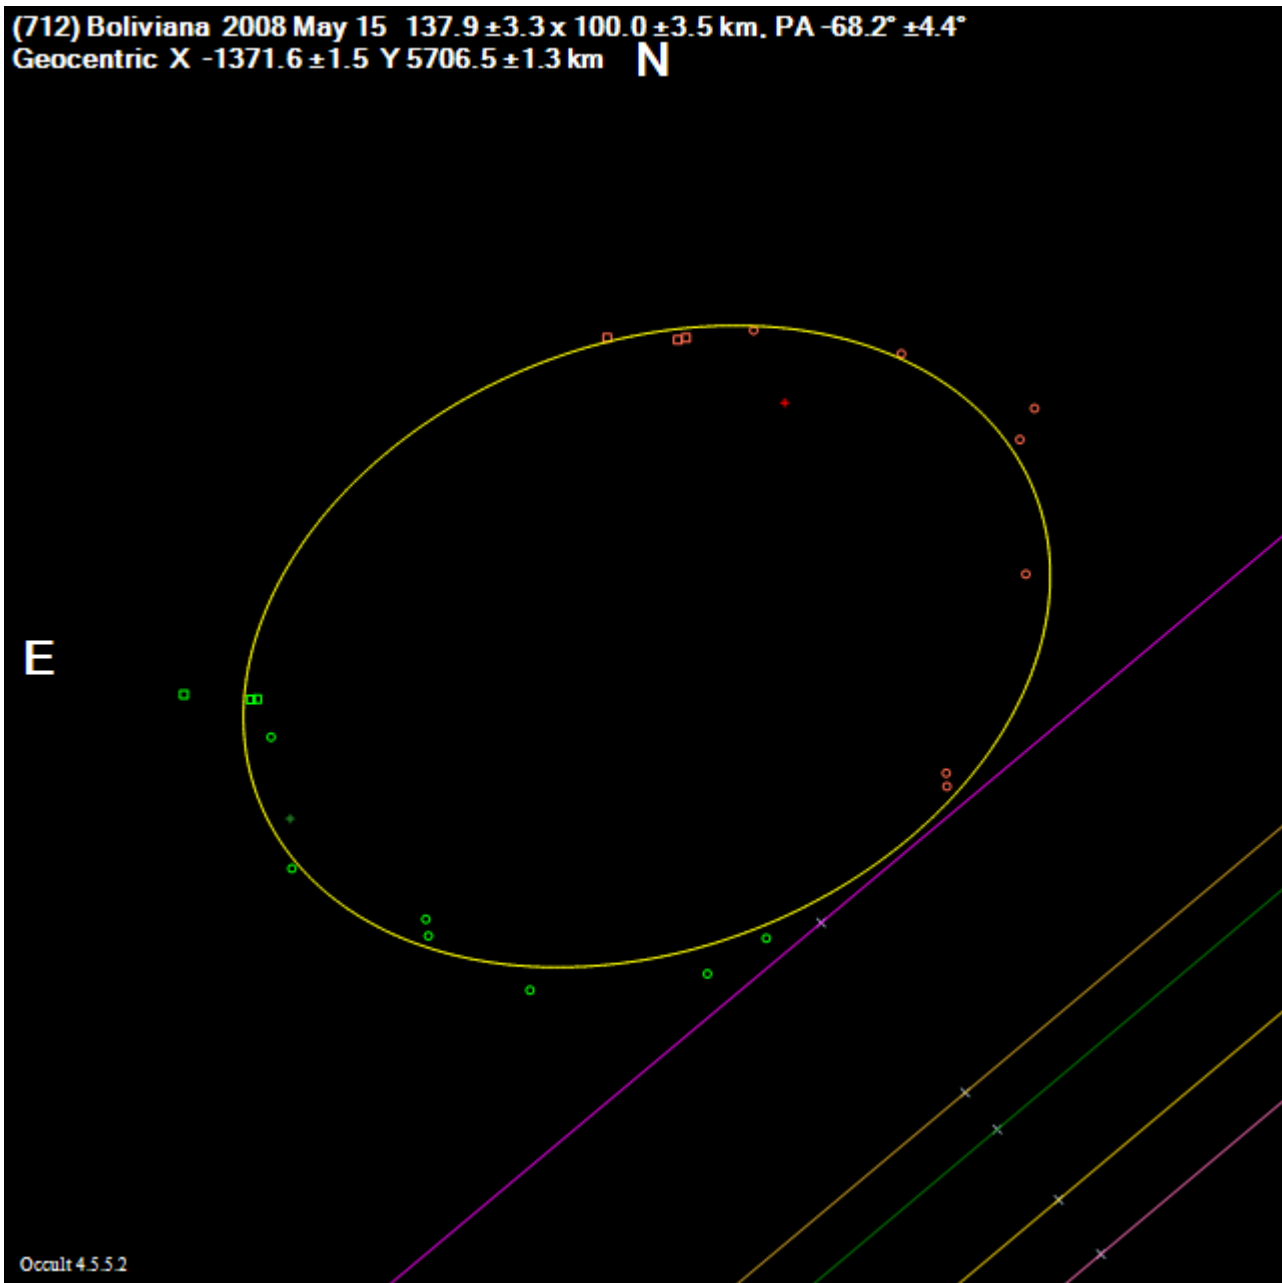 (712) Boliviana 2008 May 15 137.9 ±3.3 x 100.0 ±3.5 km, PA -68.2° ±4.4°
Geocentric X -1371.6 ±1.5 Y 5706.5 ±1.3 km
N
E
Occult 4.5.5.2